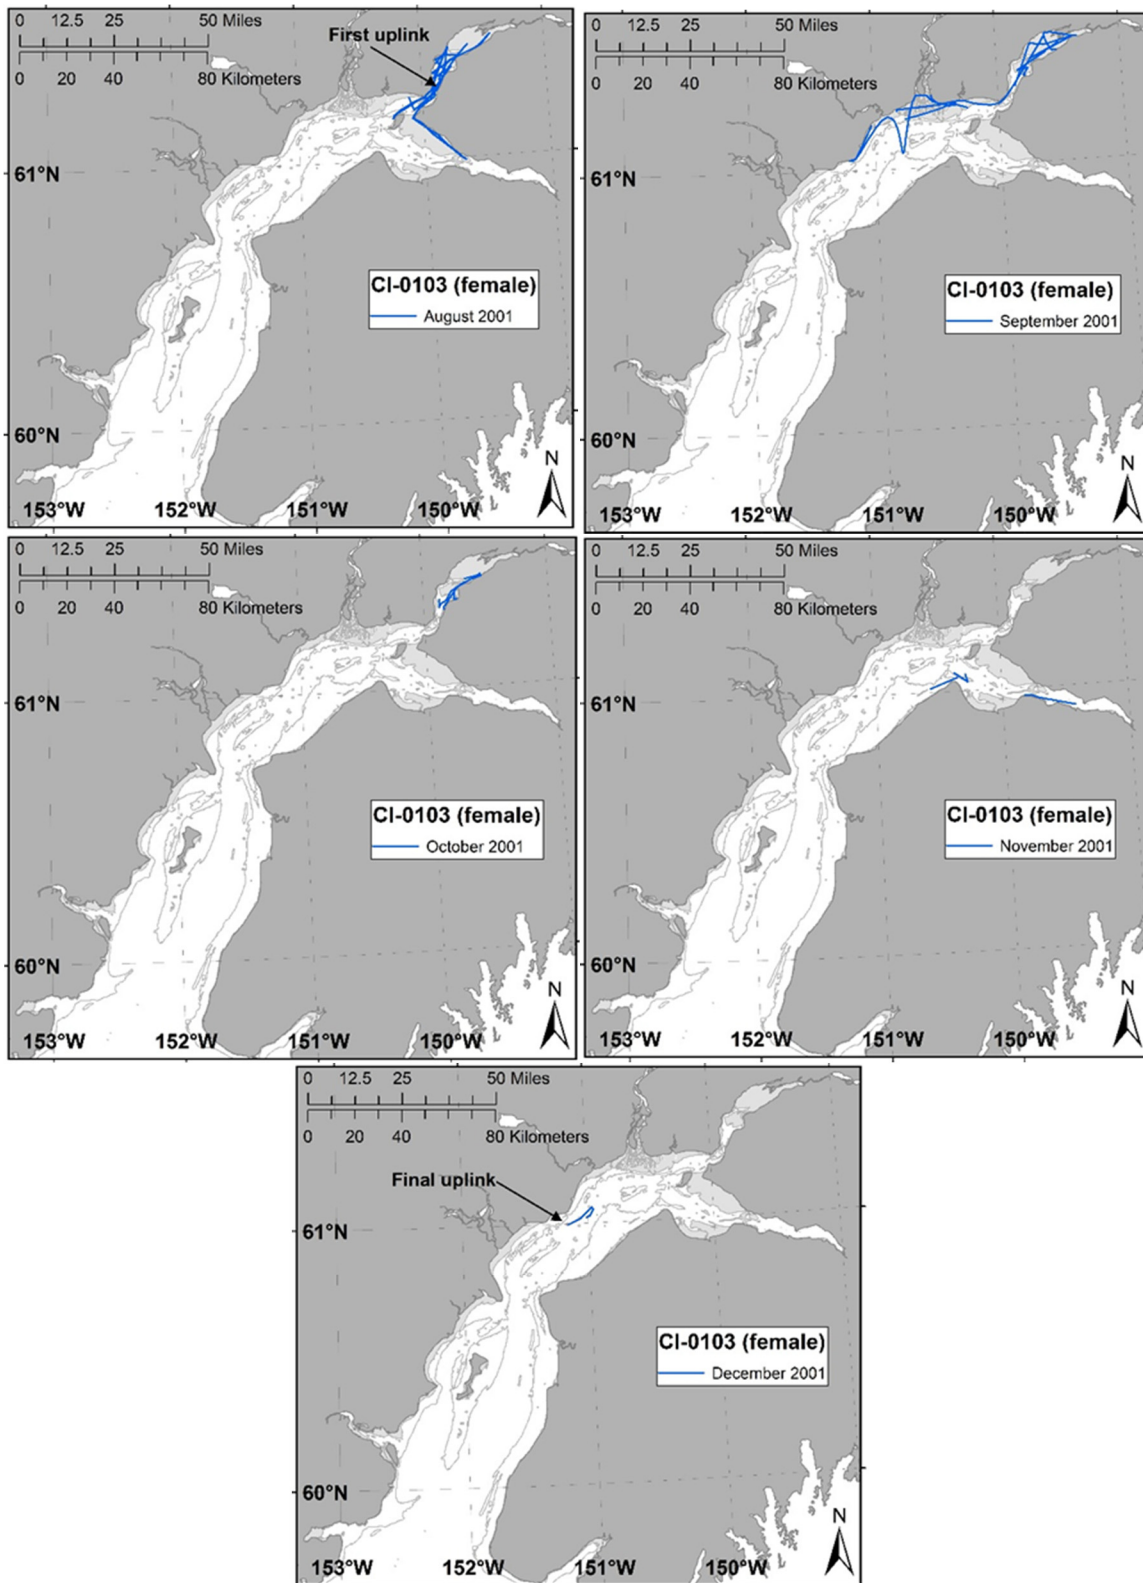 0 12.5 25 50 Miles
0 20 40 80 Kilometers
First uplink
61°N
CI-0103 (female)
August 2001
60°N
N
153°W 152°W 151°W 150°W
0 12.5 25 50 Miles
0 20 40 80 Kilometers
61°N
CI-0103 (female)
September 2001
60°N
N
153°W 152°W 151°W 150°W
0 12.5 25 50 Miles
0 20 40 80 Kilometers
61°N
CI-0103 (female)
October 2001
60°N
N
153°W 152°W 151°W 150°W
0 12.5 25 50 Miles
0 20 40 80 Kilometers
61°N
CI-0103 (female)
November 2001
60°N
N
153°W 152°W 151°W 150°W
0 12.5 25 50 Miles
0 20 40 80 Kilometers
Final uplink
61°N
CI-0103 (female)
December 2001
60°N
N
153°W 152°W 151°W 150°W